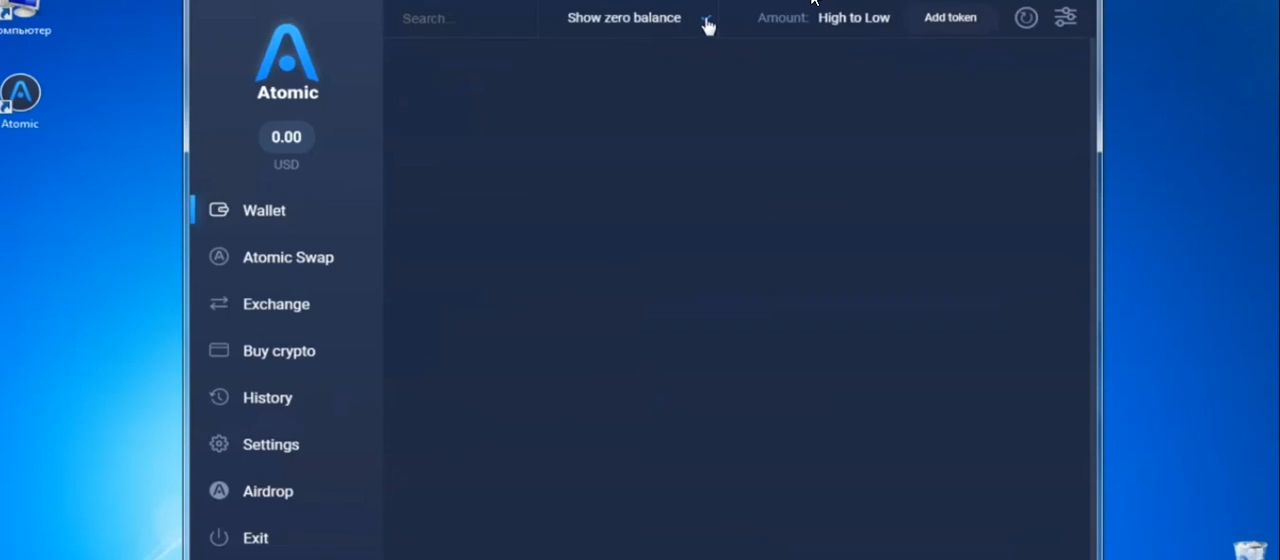 омпьютер
Atomic
Search...
Show zero balance
Amount: High to Low
Add token
Atomic
0.00
USD
Wallet
Atomic Swap
Exchange
Buy crypto
History
Settings
Airdrop
Exit